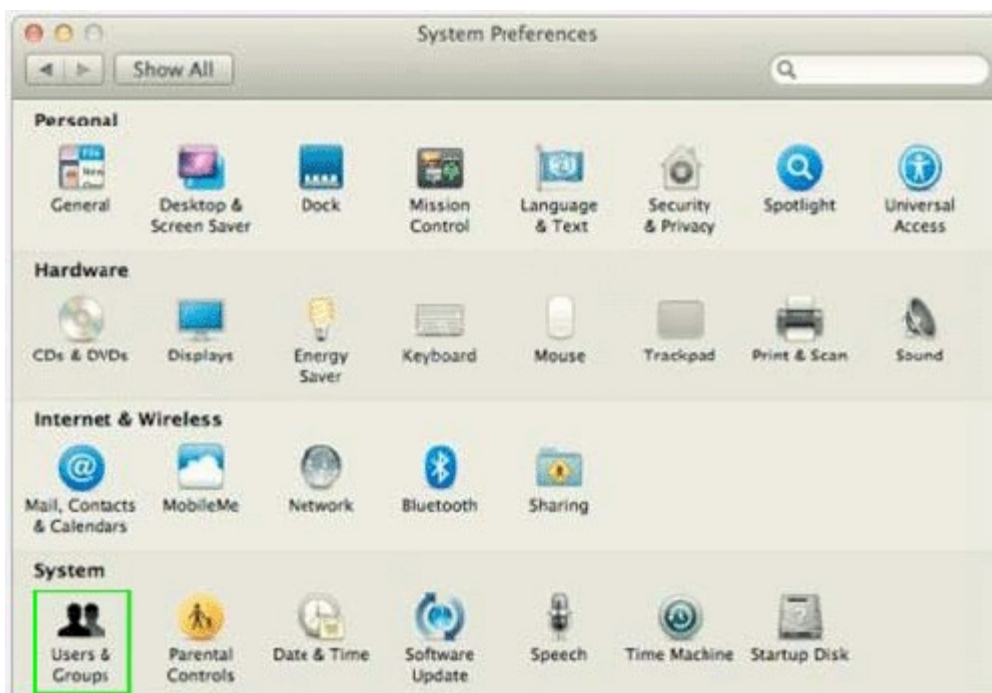 System Preferences
Show All
Personal
General
Desktop &
Screen Saver
Dock
Mission
Control
Language
& Text
Security
& Privacy
Spotlight
Universal
Access
Hardware
CDs & DVDs
Displays
Energy
Saver
Keyboard
Mouse
Trackpad
Print & Scan
Sound
Internet & Wireless
Mail, Contacts
& Calendars
MobileMe
Network
Bluetooth
Sharing
System
Users &
Groups
Parental
Controls
Date & Time
Software
Update
Speech
Time Machine
Startup Disk